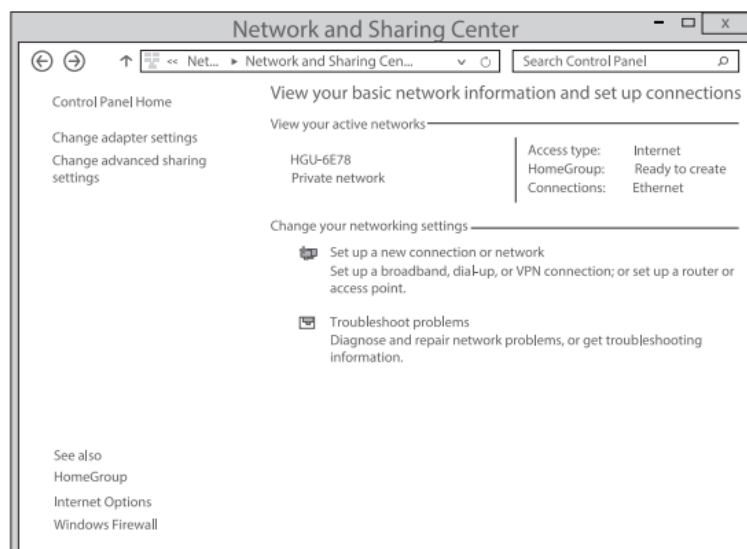 Network and Sharing Center
x
« Net... ▸ Network and Sharing Cen...
Search Control Panel
Control Panel Home
Change adapter settings
Change advanced sharing
settings
View your basic network information and set up connections
View your active networks
HGU-6E78
Private network
Access type: Internet
HomeGroup: Ready to create
Connections: Ethernet
Change your networking settings
Set up a new connection or network
Set up a broadband, dial-up, or VPN connection; or set up a router or
access point.
Troubleshoot problems
Diagnose and repair network problems, or get troubleshooting
information.
See also
HomeGroup
Internet Options
Windows Firewall